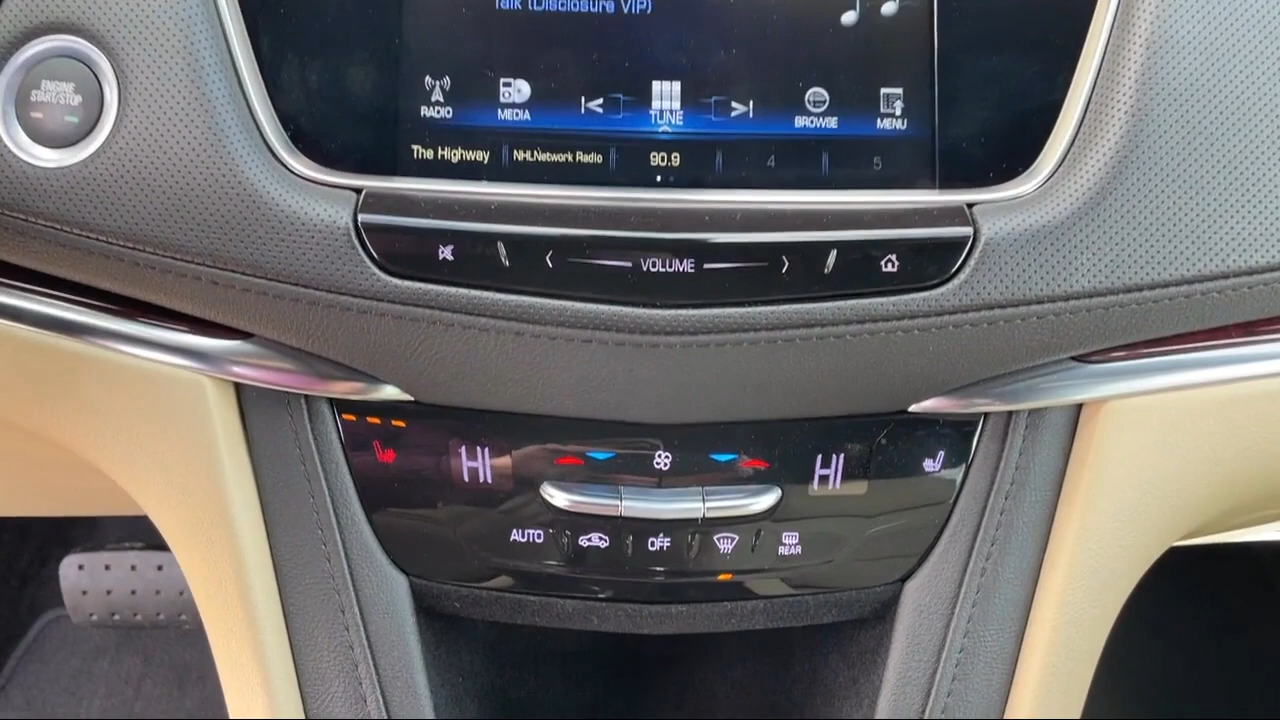 Talk (Disclosure VIP)
ENGINE
START/STOP
RADIO
MEDIA
TUNE
BROWSE
MENU
The Highway
NHLNetwork Radio
90.9
4
5
VOLUME
HI
HI
AUTO
OFF
REAR